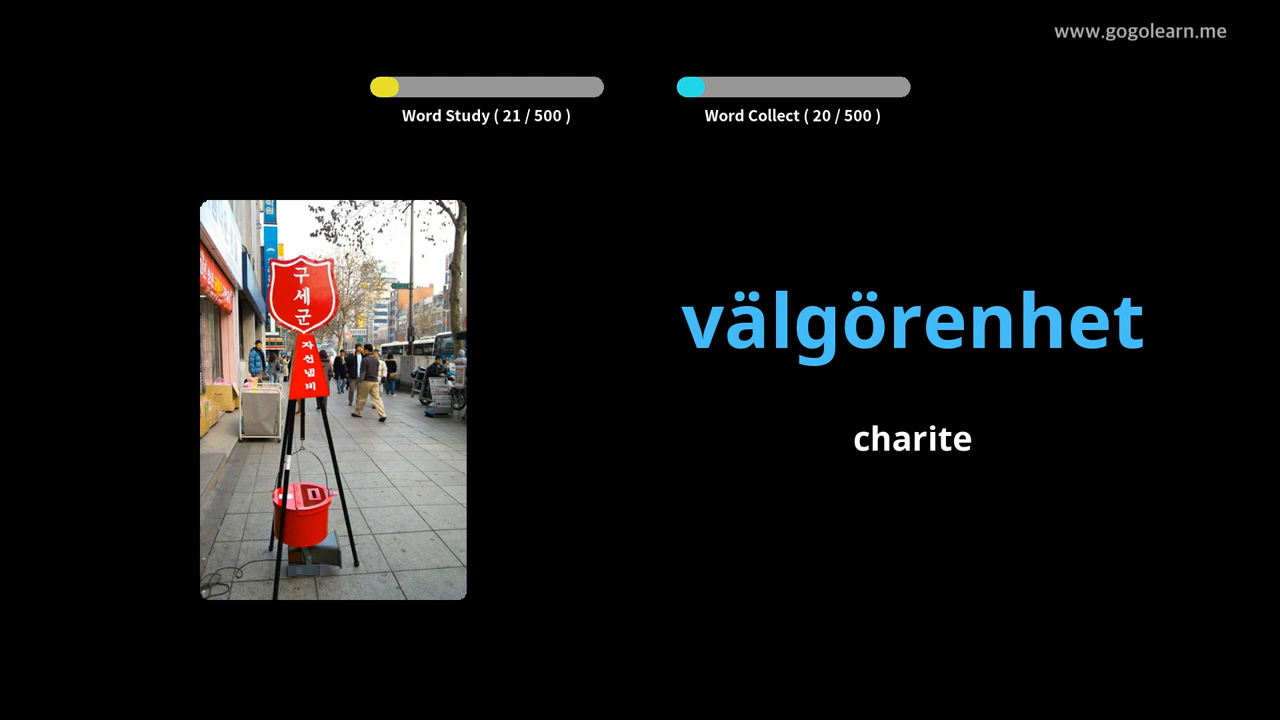 www.gogolearn.me
Word Study ( 21 / 500 )
Word Collect ( 20 / 500 )
구세군
자선냄비
välgörenhet
charite